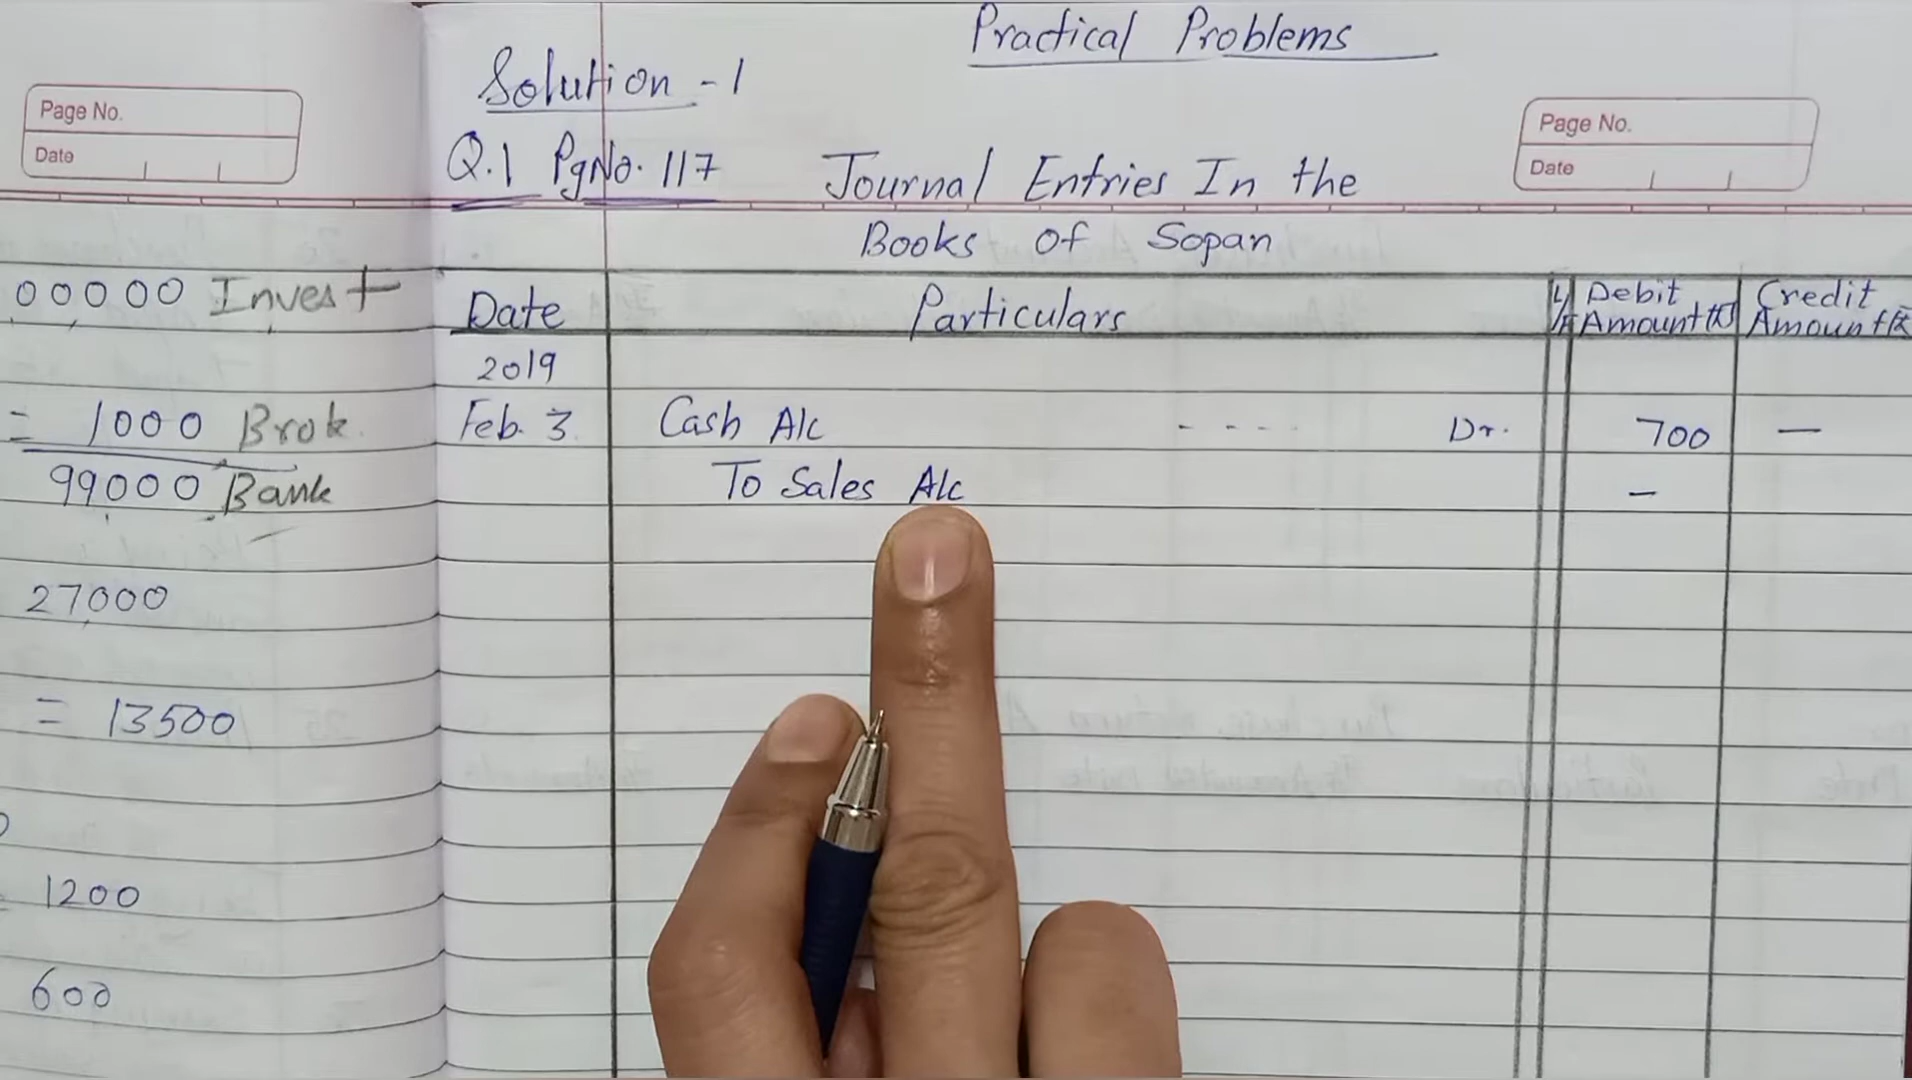 Page No.
Date
00000 Invest
= 1000 Brok.
99000 Bank
27000
= 13500
1200
600
Practical Problems
Solution - 1
Q.1 PgNo. 117
Journal Entries In the
Books Of Sopan
Page No.
Date
Date Particulars L/F Debit Amount (₹) Credit Amount (₹
2019
Feb. 3 Cash A/c - - - - Dr. 700 —
To Sales A/c —